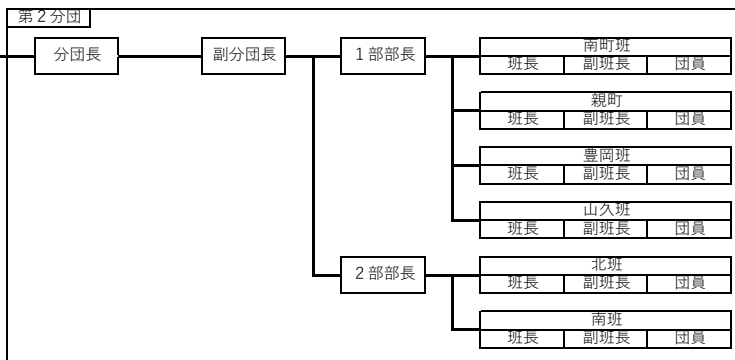 第2分団
分団長 副分団長 1部部長 南町班
班長 副班長 団員
親町
班長 副班長 団員
豊岡班
班長 副班長 団員
山久班
班長 副班長 団員
2部部長 北班
班長 副班長 団員
南班
班長 副班長 団員